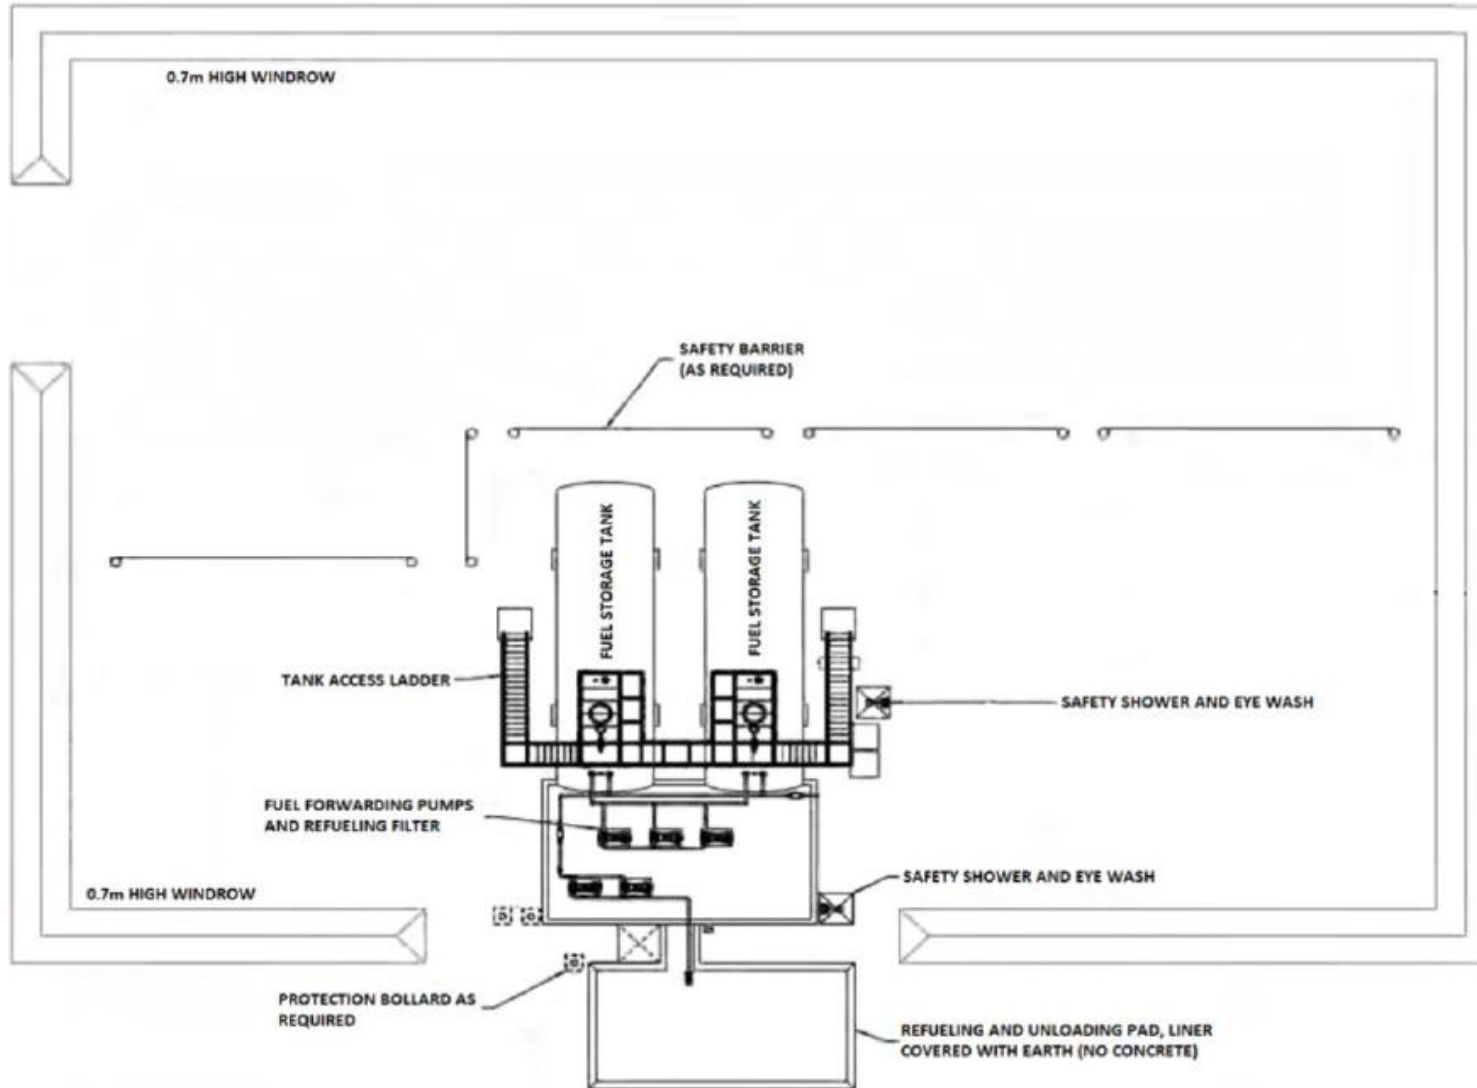 0.7m HIGH WINDROW
SAFETY BARRIER
(AS REQUIRED)
FUEL STORAGE TANK
FUEL STORAGE TANK
TANK ACCESS LADDER
SAFETY SHOWER AND EYE WASH
FUEL FORWARDING PUMPS
AND REFUELING FILTER
SAFETY SHOWER AND EYE WASH
0.7m HIGH WINDROW
PROTECTION BOLLARD AS
REQUIRED
REFUELING AND UNLOADING PAD, LINER
COVERED WITH EARTH (NO CONCRETE)